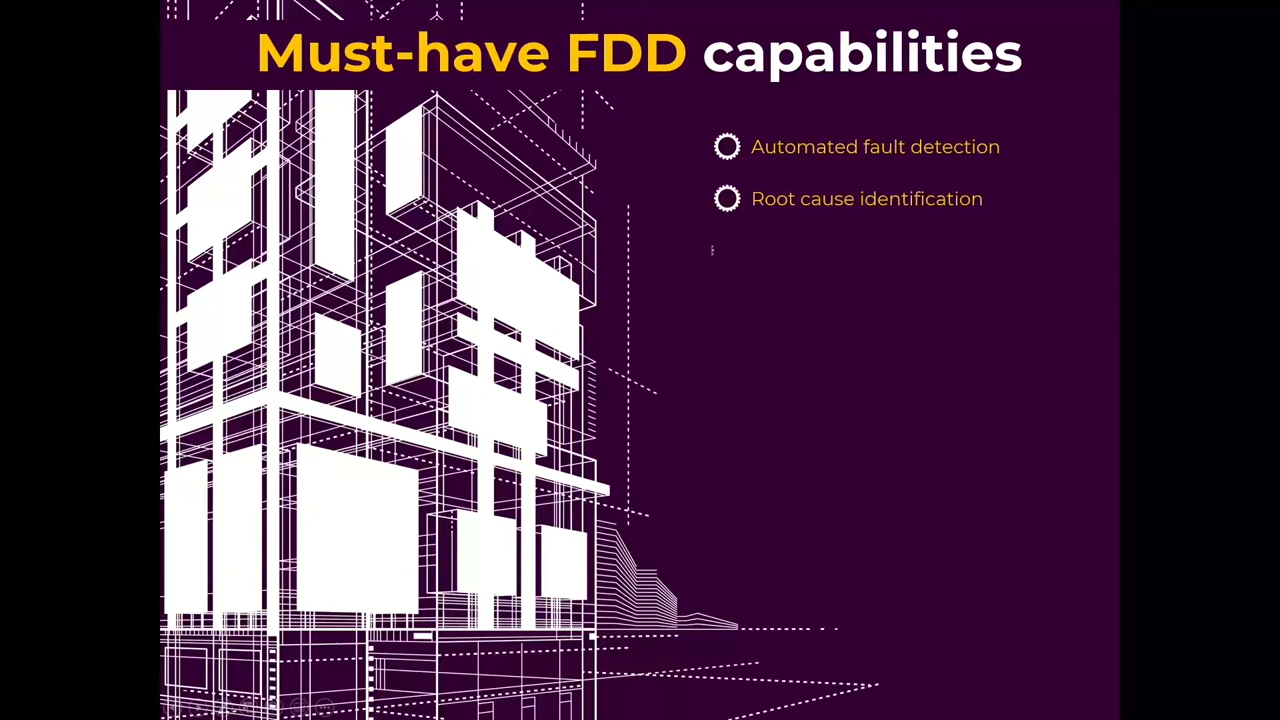 Must-have FDD capabilities
Automated fault detection
Root cause identification